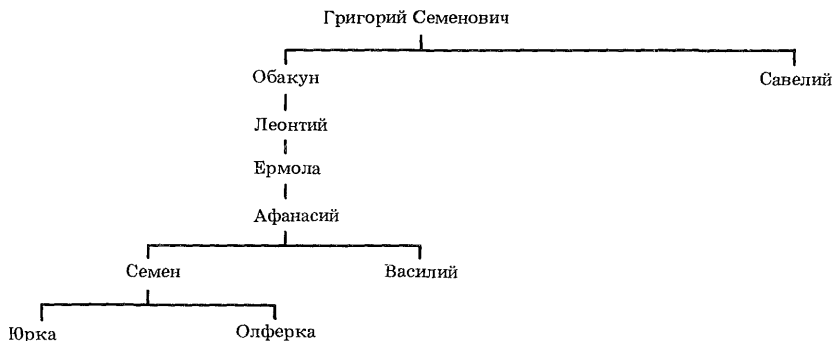 Григорий Семенович
Обакун Савелий
Леонтий
Ермола
Афанасий
Семен Василий
Юрка Олферка